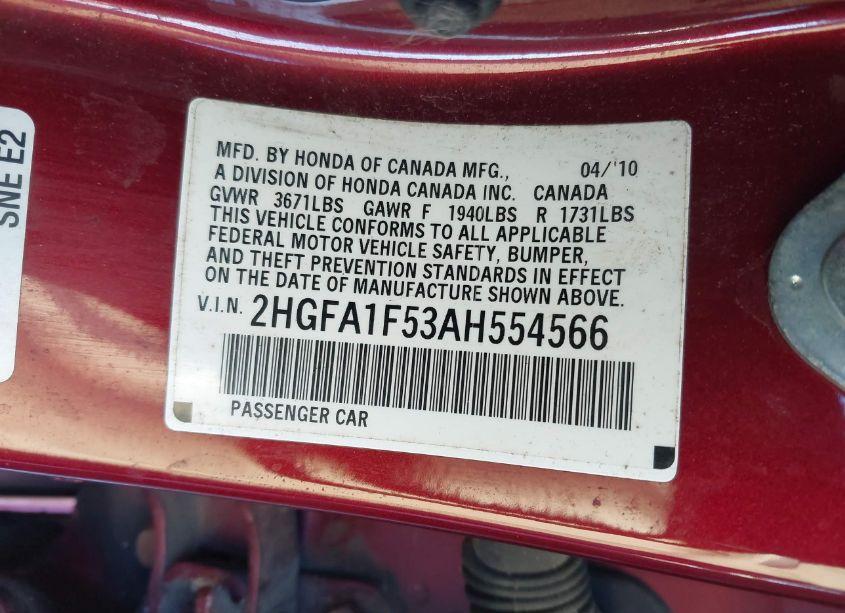 SNE E2
MFD. BY HONDA OF CANADA MFG., 04/'10
A DIVISION OF HONDA CANADA INC. CANADA
GVWR 3671LBS GAWR F 1940LBS R 1731LBS
THIS VEHICLE CONFORMS TO ALL APPLICABLE
FEDERAL MOTOR VEHICLE SAFETY, BUMPER,
AND THEFT PREVENTION STANDARDS IN EFFECT
ON THE DATE OF MANUFACTURE SHOWN ABOVE.
V.I.N. 2HGFA1F53AH554566
PASSENGER CAR